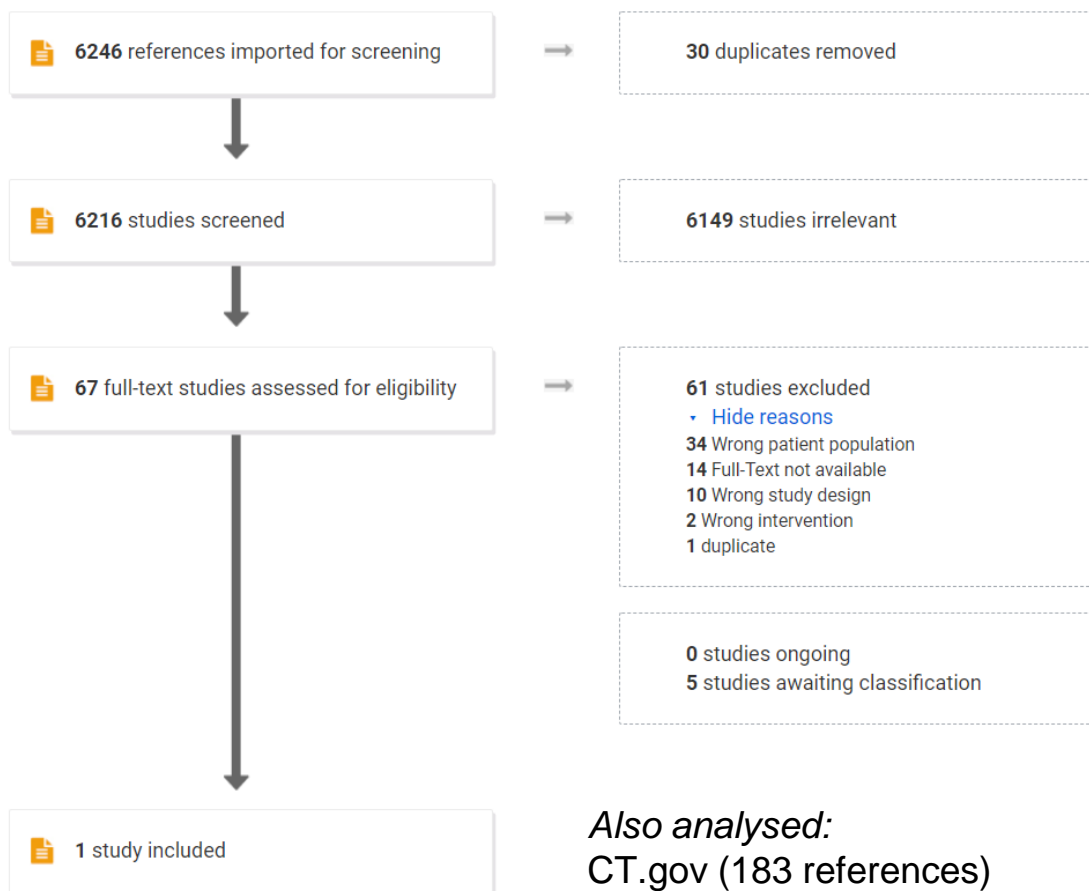 6246 references imported for screening
30 duplicates removed
6216 studies screened
6149 studies irrelevant
67 full-text studies assessed for eligibility
61 studies excluded
Hide reasons
34 Wrong patient population
14 Full-Text not available
10 Wrong study design
2 Wrong intervention
1 duplicate
0 studies ongoing
5 studies awaiting classification
1 study included
Also analysed:
CT.gov (183 references)